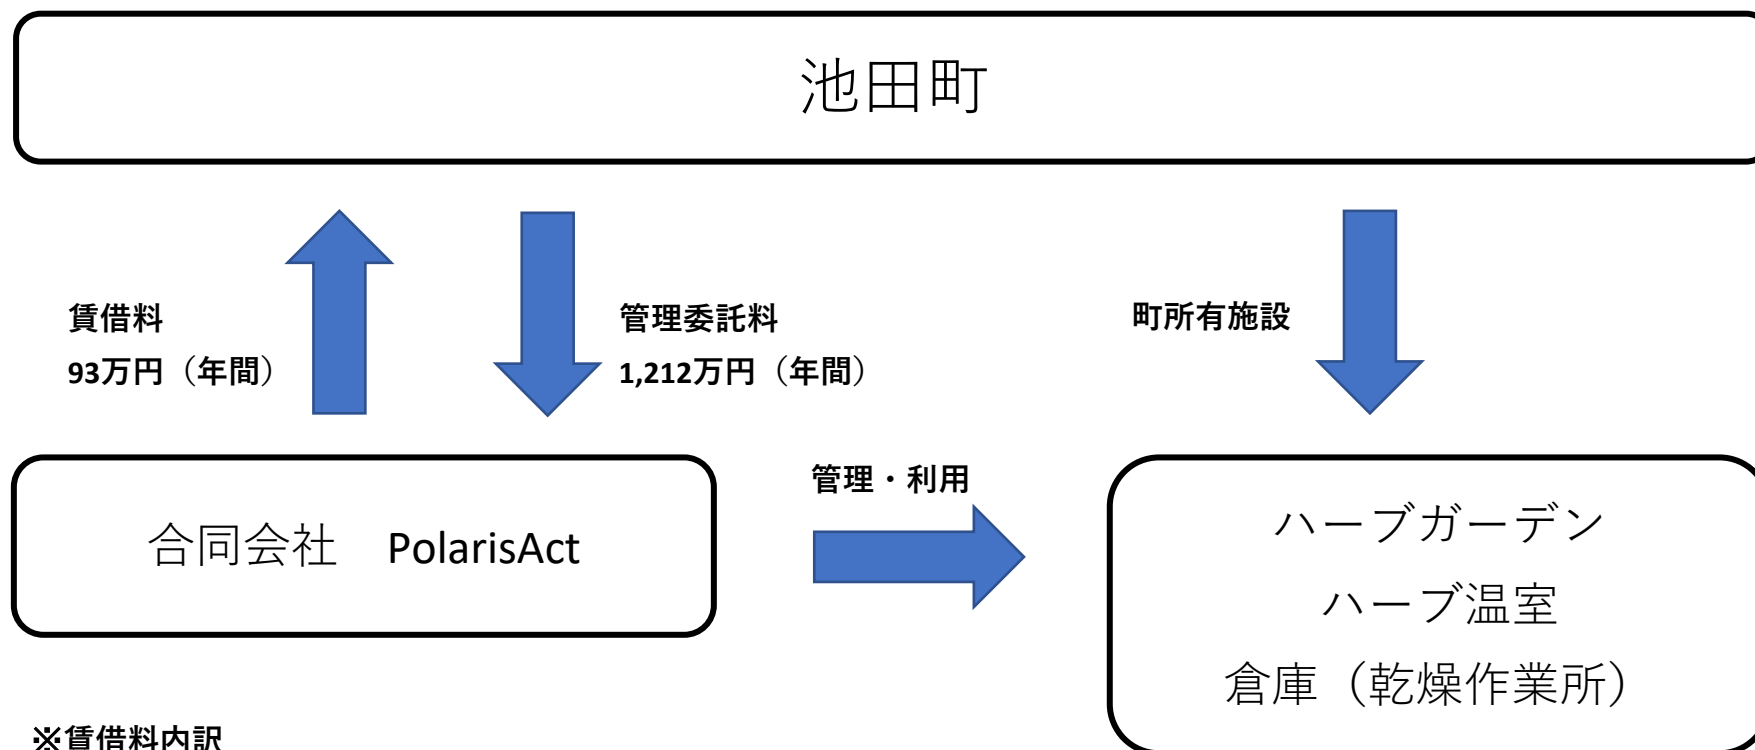 池田町
賃借料
93万円（年間）
管理委託料
1,212万円（年間）
町所有施設
合同会社　PolarisAct
管理・利用
ハーブガーデン
ハーブ温室
倉庫（乾燥作業所）
※賃借料内訳